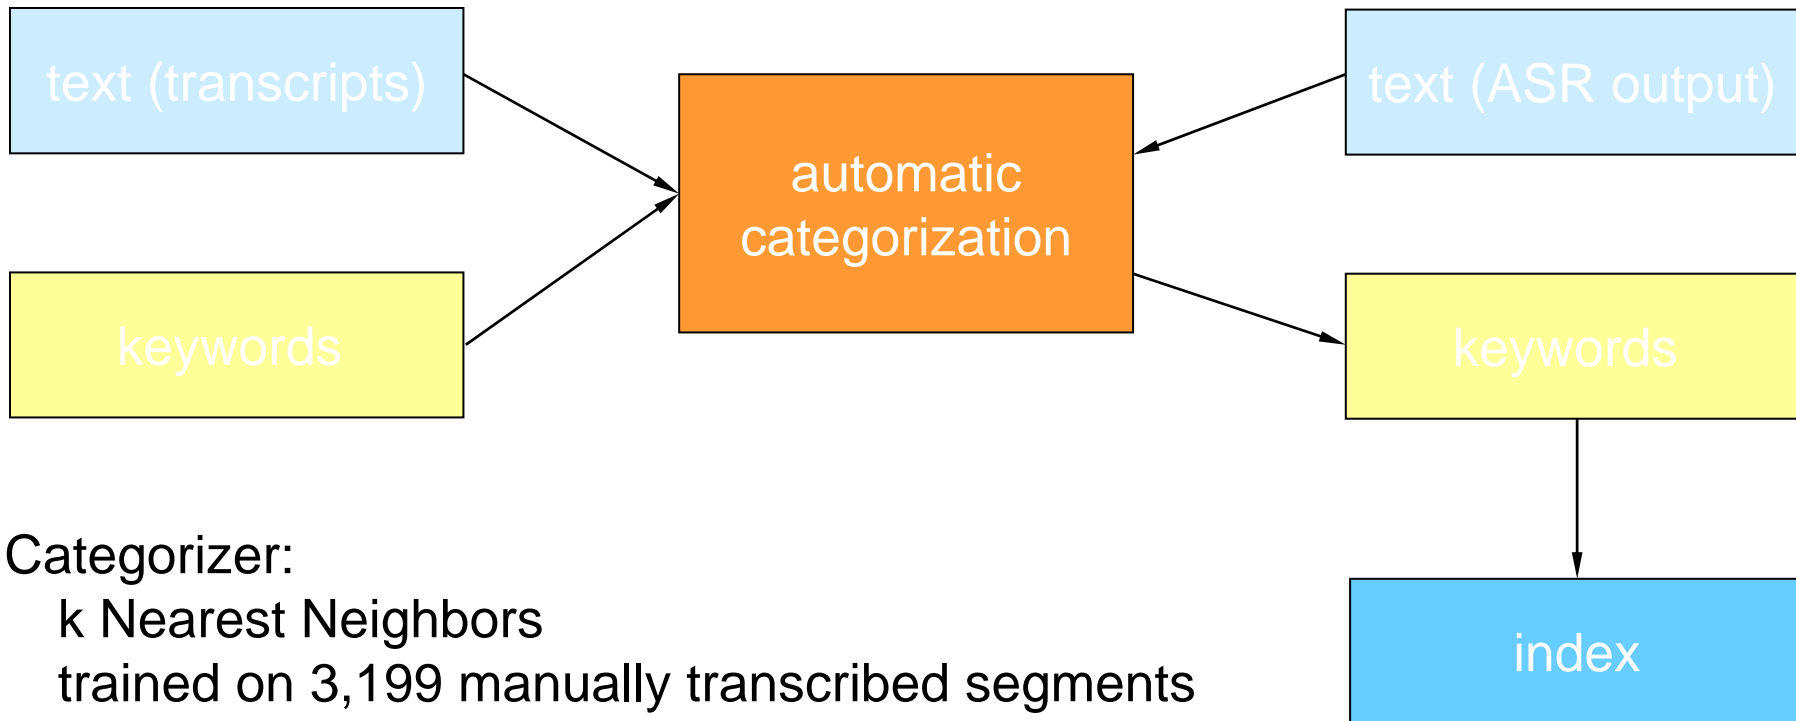 text (transcripts)
text (ASR output)
automatic
categorization
keywords
keywords
Categorizer:
k Nearest Neighbors
trained on 3,199 manually transcribed segments
index